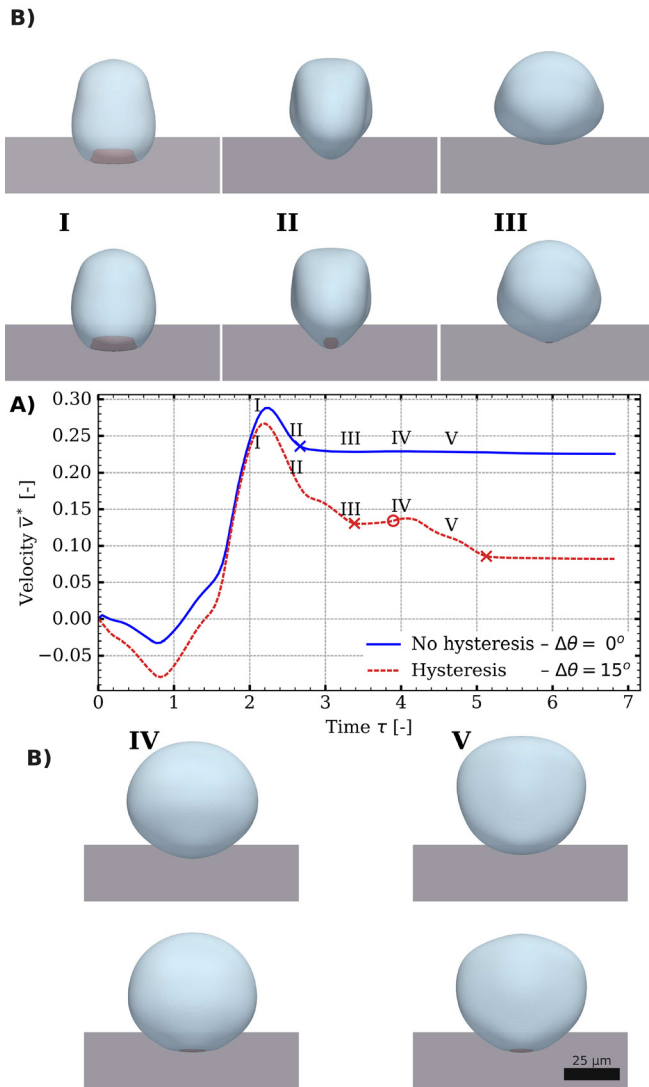 B)
I II III
A)
0.30
0.25
0.20
0.15
0.10
0.05
0.00
−0.05
Velocity v̅* [-]
I
II
III
IV
V
I
II
III
IV
V
No hysteresis – Δθ = 0°
Hysteresis – Δθ = 15°
0 1 2 3 4 5 6 7
Time τ [-]
B)
IV V
25 μm